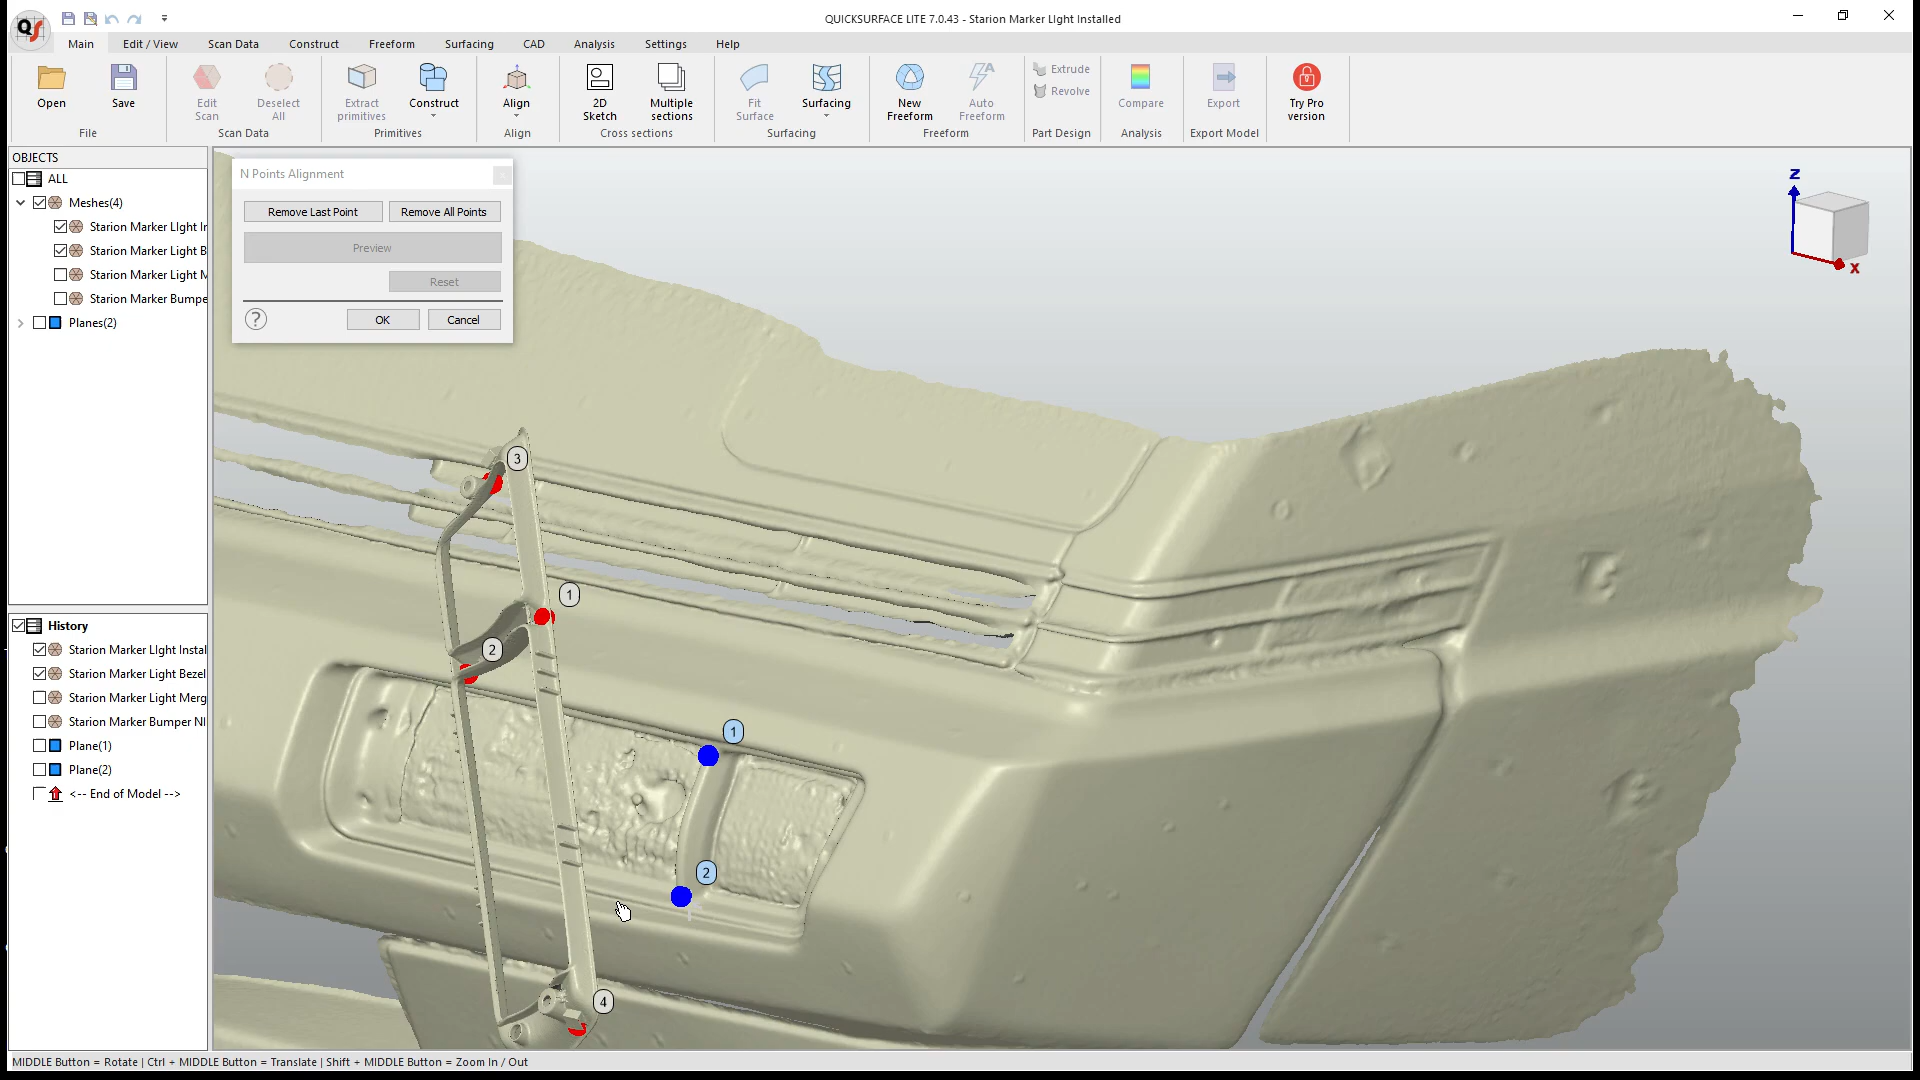 QUICKSURFACE LITE 7.0.43 - Starion Marker LIght Installed
Main Edit / View Scan Data Construct Freeform Surfacing CAD Analysis Settings Help
Open
Save
Edit Scan
Deselect All
Extract primitives
Construct
Align
2D Sketch
Multiple sections
Fit Surface
Surfacing
New Freeform
Auto Freeform
Extrude
Revolve
Compare
Export
Try Pro version
File Scan Data Primitives Align Cross sections Surfacing Freeform Part Design Analysis Export Model
OBJECTS
ALL
Meshes(4)
Starion Marker LIght In
Starion Marker Light B
Starion Marker Light M
Starion Marker Bumpe
Planes(2)
N Points Alignment
Remove Last Point Remove All Points
Preview
Reset
? OK Cancel
Z
X
3
1
2
1
2
4
History
Starion Marker LIght Instal
Starion Marker Light Bezel
Starion Marker Light Merg
Starion Marker Bumper NI
Plane(1)
Plane(2)
<-- End of Model -->
MIDDLE Button = Rotate | Ctrl + MIDDLE Button = Translate | Shift + MIDDLE Button = Zoom In / Out